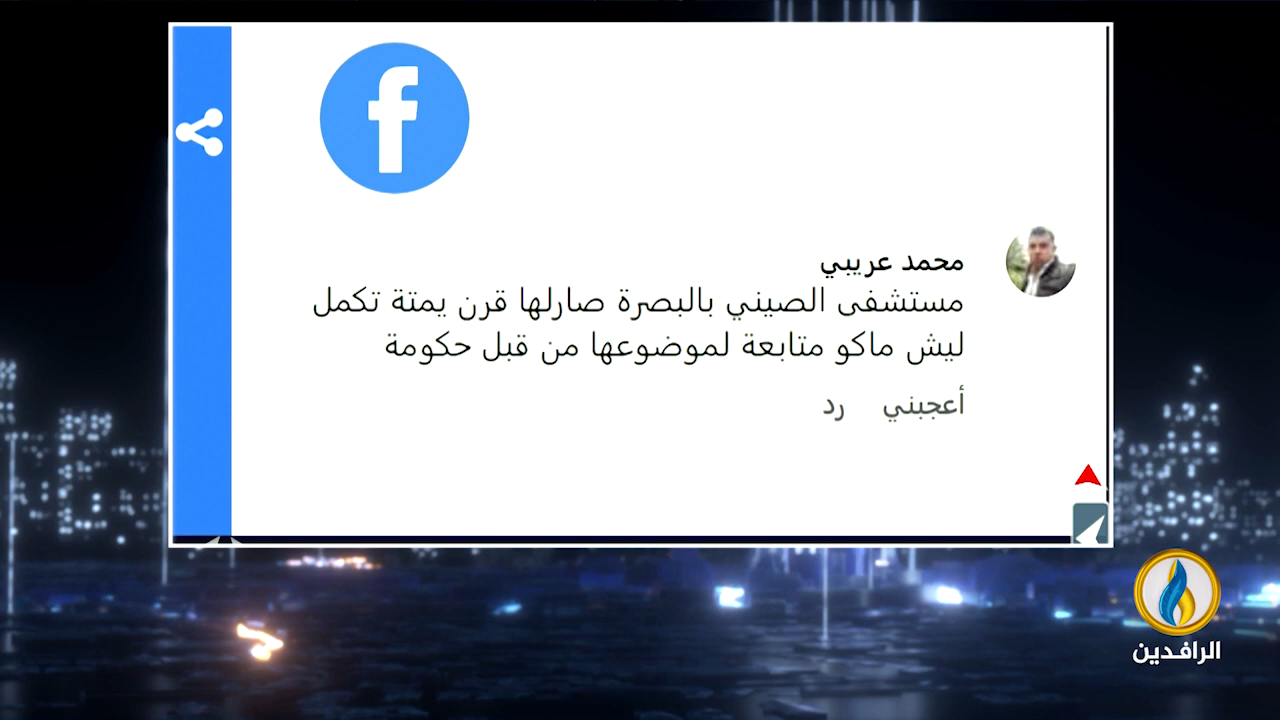 محمد عريبي
مستشفى الصيني بالبصرة صارلها قرن يمتة تكمل
ليش ماكو متابعة لموضوعها من قبل حكومة
أعجبني رد
الرافدين